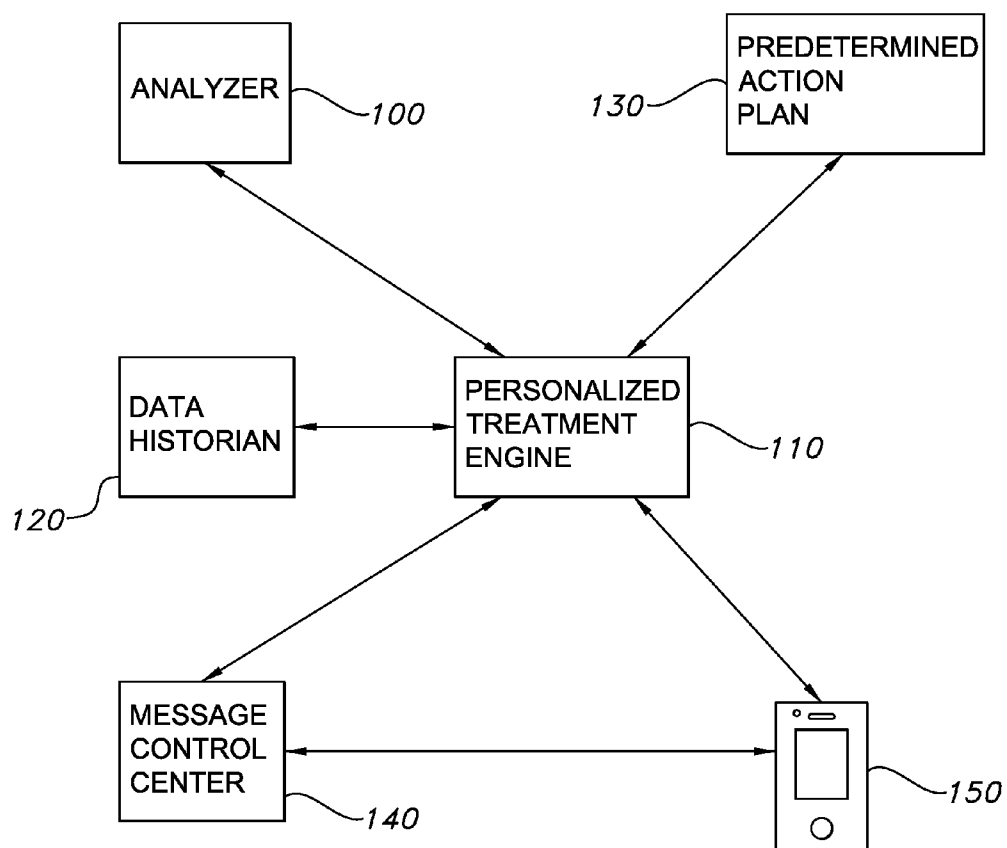 ANALYZER
100
PREDETERMINED
ACTION
PLAN
130
DATA
HISTORIAN
120
PERSONALIZED
TREATMENT
ENGINE
110
MESSAGE
CONTROL
CENTER
140
150